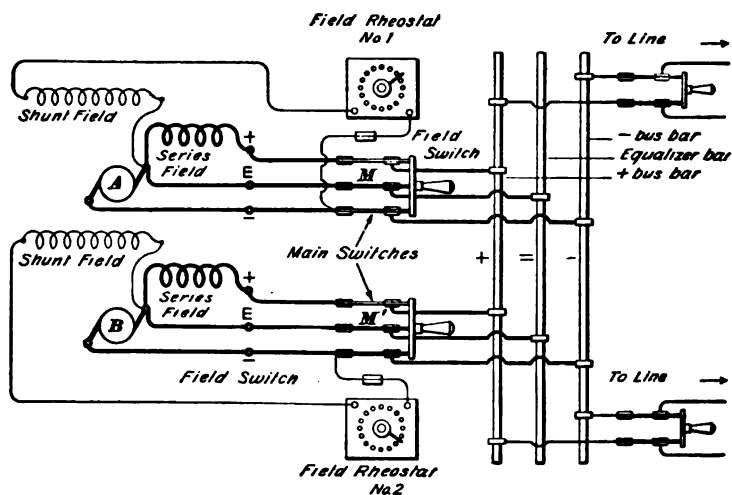 Field Rheostat
No.1
To Line
Shunt Field
+
Series
Field
A
E
M
−
Field
Switch
− bus bar
Equalizer bar
+ bus bar
Main Switches
+
=
-
Shunt Field
+
Series
Field
B
E
M'
−
Field Switch
To Line
Field Rheostat
No.2